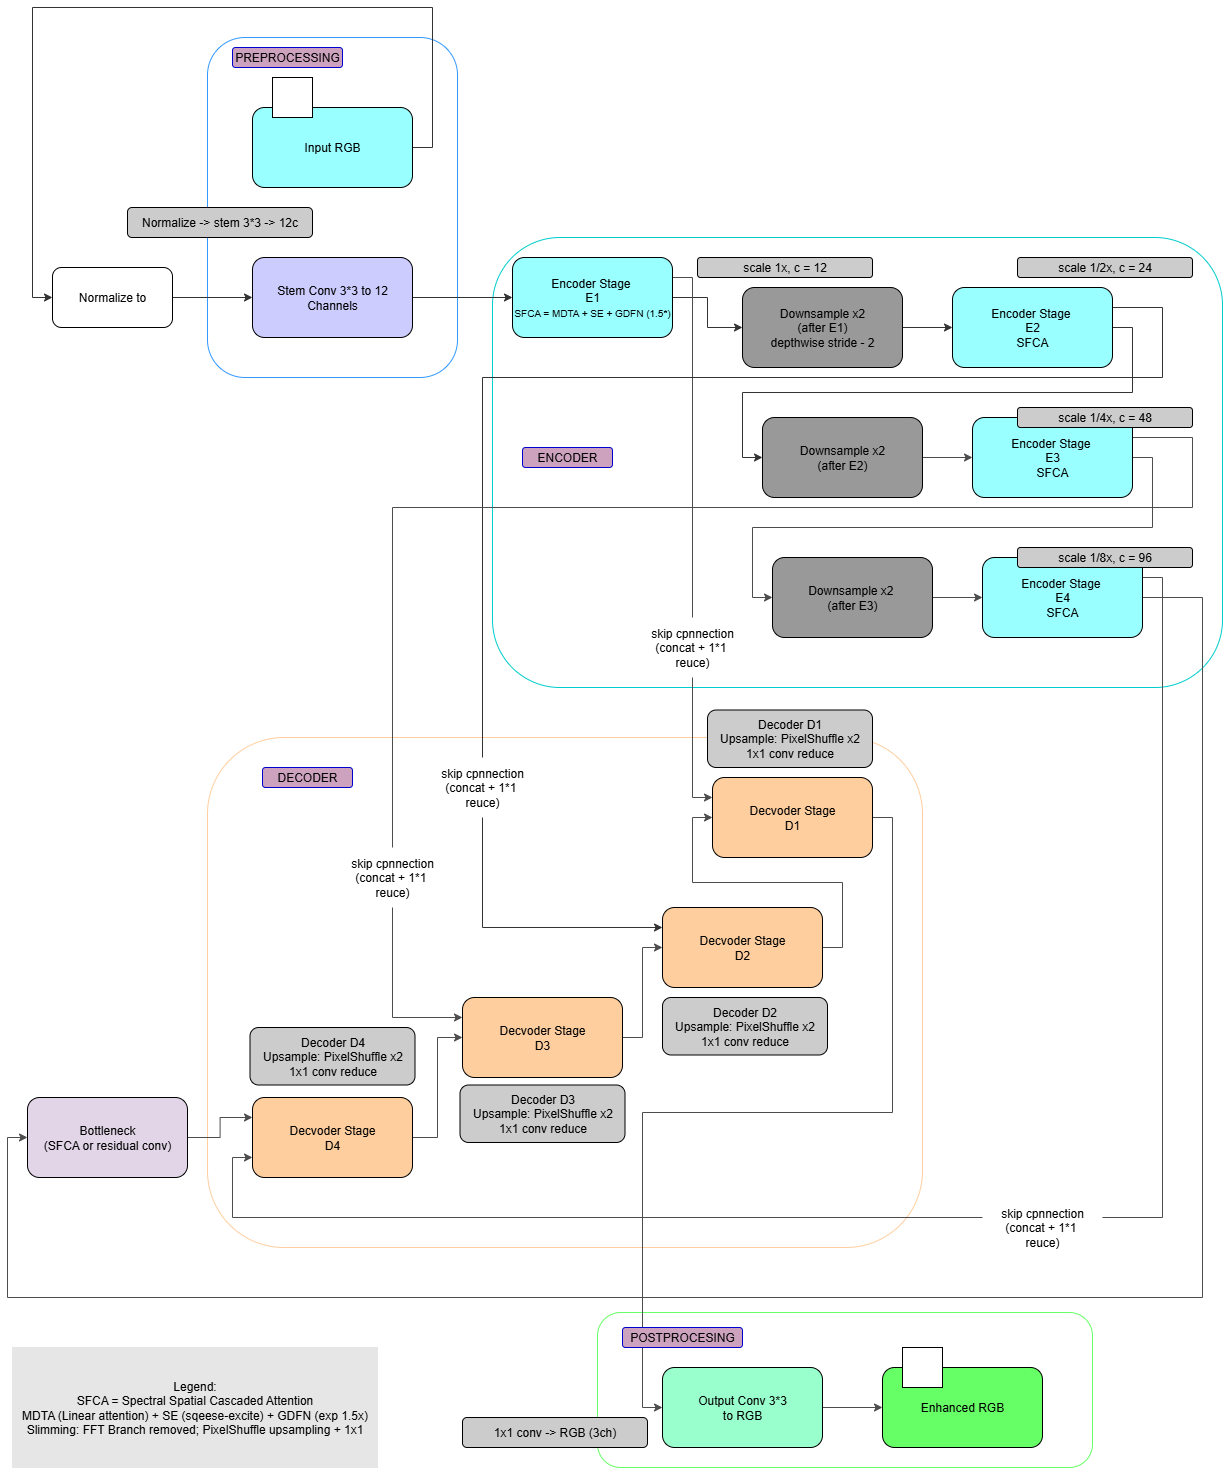 PREPROCESSING
Input RGB
Normalize -> stem 3*3 -> 12c
Normalize to
Stem Conv 3*3 to 12
Channels
Encoder Stage
E1
SFCA = MDTA + SE + GDFN (1.5*)
scale 1x, c = 12
Downsample x2
(after E1)
depthwise stride - 2
scale 1/2x, c = 24
Encoder Stage
E2
SFCA
ENCODER
Downsample x2
(after E2)
scale 1/4x, c = 48
Encoder Stage
E3
SFCA
Downsample x2
(after E3)
scale 1/8x, c = 96
Encoder Stage
E4
SFCA
skip cpnnection
(concat + 1*1
reuce)
Decoder D1
Upsample: PixelShuffle x2
1x1 conv reduce
DECODER
skip cpnnection
(concat + 1*1
reuce)
Decvoder Stage
D1
skip cpnnection
(concat + 1*1
reuce)
Decvoder Stage
D2
Decoder D2
Upsample: PixelShuffle x2
1x1 conv reduce
Decvoder Stage
D3
Decoder D4
Upsample: PixelShuffle x2
1x1 conv reduce
Decoder D3
Upsample: PixelShuffle x2
1x1 conv reduce
Bottleneck
(SFCA or residual conv)
Decvoder Stage
D4
skip cpnnection
(concat + 1*1
reuce)
POSTPROCESING
Output Conv 3*3
to RGB
Enhanced RGB
1x1 conv -> RGB (3ch)
Legend:
SFCA = Spectral Spatial Cascaded Attention
MDTA (Linear attention) + SE (sqeese-excite) + GDFN (exp 1.5x)
Slimming: FFT Branch removed; PixelShuffle upsampling + 1x1